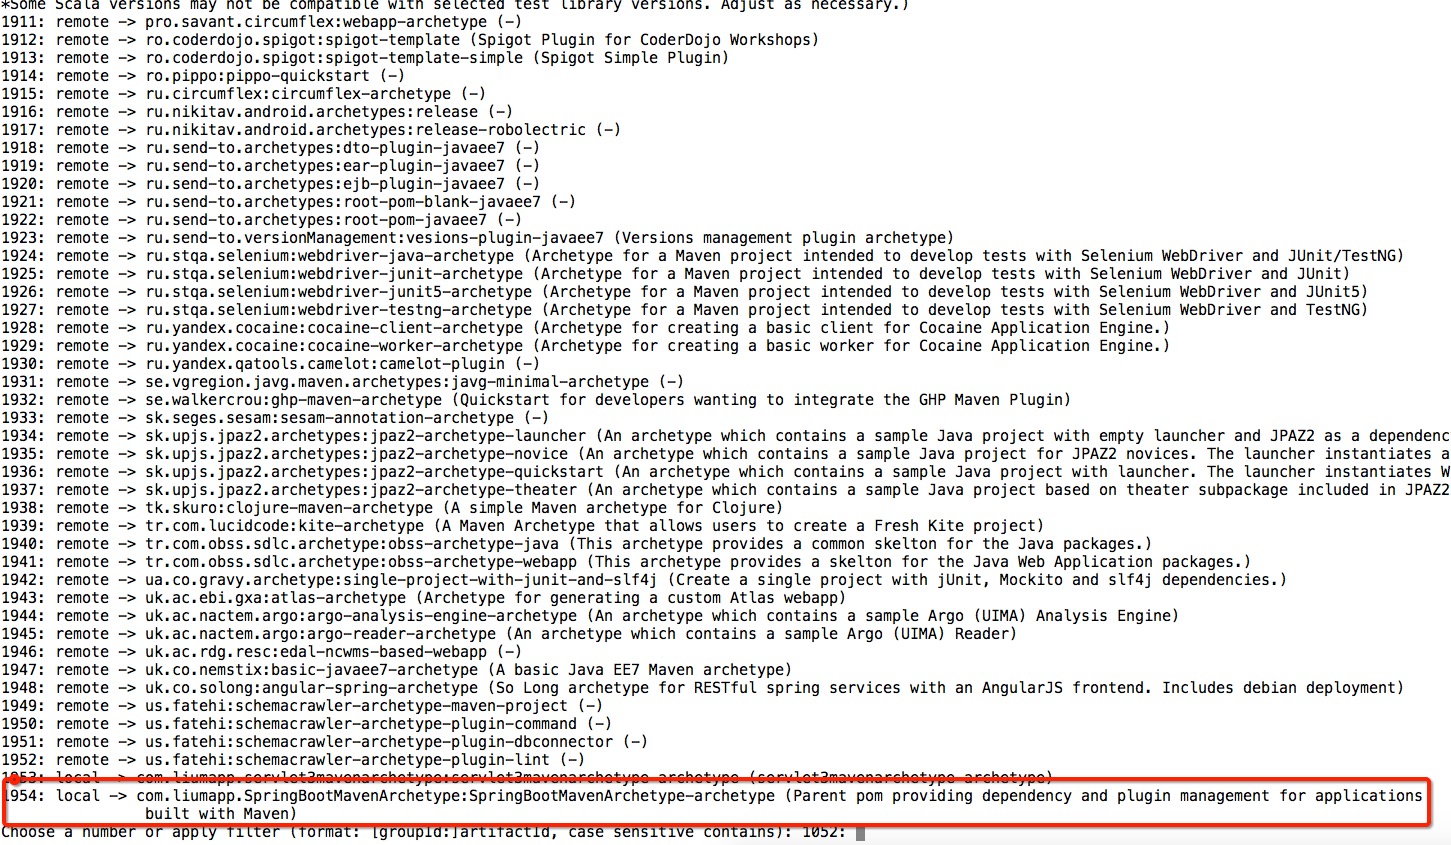 *Some Scala versions may not be compatible with selected test library versions. Adjust as necessary.)
1911: remote -> pro.savant.circumflex:webapp-archetype (-)
1912: remote -> ro.coderdojo.spigot:spigot-template (Spigot Plugin for CoderDojo Workshops)
1913: remote -> ro.coderdojo.spigot:spigot-template-simple (Spigot Simple Plugin)
1914: remote -> ro.pippo:pippo-quickstart (-)
1915: remote -> ru.circumflex:circumflex-archetype (-)
1916: remote -> ru.nikitav.android.archetypes:release (-)
1917: remote -> ru.nikitav.android.archetypes:release-robolectric (-)
1918: remote -> ru.send-to.archetypes:dto-plugin-javaee7 (-)
1919: remote -> ru.send-to.archetypes:ear-plugin-javaee7 (-)
1920: remote -> ru.send-to.archetypes:ejb-plugin-javaee7 (-)
1921: remote -> ru.send-to.archetypes:root-pom-blank-javaee7 (-)
1922: remote -> ru.send-to.archetypes:root-pom-javaee7 (-)
1923: remote -> ru.send-to.versionManagement:vesions-plugin-javaee7 (Versions management plugin archetype)
1924: remote -> ru.stqa.selenium:webdriver-java-archetype (Archetype for a Maven project intended to develop tests with Selenium WebDriver and JUnit/TestNG)
1925: remote -> ru.stqa.selenium:webdriver-junit-archetype (Archetype for a Maven project intended to develop tests with Selenium WebDriver and JUnit)
1926: remote -> ru.stqa.selenium:webdriver-junit5-archetype (Archetype for a Maven project intended to develop tests with Selenium WebDriver and JUnit5)
1927: remote -> ru.stqa.selenium:webdriver-testng-archetype (Archetype for a Maven project intended to develop tests with Selenium WebDriver and TestNG)
1928: remote -> ru.yandex.cocaine:cocaine-client-archetype (Archetype for creating a basic client for Cocaine Application Engine.)
1929: remote -> ru.yandex.cocaine:cocaine-worker-archetype (Archetype for creating a basic worker for Cocaine Application Engine.)
1930: remote -> ru.yandex.qatools.camelot:camelot-plugin (-)
1931: remote -> se.vgregion.javg.maven.archetypes:javg-minimal-archetype (-)
1932: remote -> se.walkercrou:ghp-maven-archetype (Quickstart for developers wanting to integrate the GHP Maven Plugin)
1933: remote -> sk.seges.sesam:sesam-annotation-archetype (-)
1934: remote -> sk.upjs.jpaz2.archetypes:jpaz2-archetype-launcher (An archetype which contains a sample Java project with empty launcher and JPAZ2 as a dependenc
1935: remote -> sk.upjs.jpaz2.archetypes:jpaz2-archetype-novice (An archetype which contains a sample Java project for JPAZ2 novices. The launcher instantiates a
1936: remote -> sk.upjs.jpaz2.archetypes:jpaz2-archetype-quickstart (An archetype which contains a sample Java project with launcher. The launcher instantiates W
1937: remote -> sk.upjs.jpaz2.archetypes:jpaz2-archetype-theater (An archetype which contains a sample Java project based on theater subpackage included in JPAZ2
1938: remote -> tk.skuro:clojure-maven-archetype (A simple Maven archetype for Clojure)
1939: remote -> tr.com.lucidcode:kite-archetype (A Maven Archetype that allows users to create a Fresh Kite project)
1940: remote -> tr.com.obss.sdlc.archetype:obss-archetype-java (This archetype provides a common skelton for the Java packages.)
1941: remote -> tr.com.obss.sdlc.archetype:obss-archetype-webapp (This archetype provides a skelton for the Java Web Application packages.)
1942: remote -> ua.co.gravy.archetype:single-project-with-junit-and-slf4j (Create a single project with jUnit, Mockito and slf4j dependencies.)
1943: remote -> uk.ac.ebi.gxa:atlas-archetype (Archetype for generating a custom Atlas webapp)
1944: remote -> uk.ac.nactem.argo:argo-analysis-engine-archetype (An archetype which contains a sample Argo (UIMA) Analysis Engine)
1945: remote -> uk.ac.nactem.argo:argo-reader-archetype (An archetype which contains a sample Argo (UIMA) Reader)
1946: remote -> uk.ac.rdg.resc:edal-ncwms-based-webapp (-)
1947: remote -> uk.co.nemstix:basic-javaee7-archetype (A basic Java EE7 Maven archetype)
1948: remote -> uk.co.solong:angular-spring-archetype (So Long archetype for RESTful spring services with an AngularJS frontend. Includes debian deployment)
1949: remote -> us.fatehi:schemacrawler-archetype-maven-project (-)
1950: remote -> us.fatehi:schemacrawler-archetype-plugin-command (-)
1951: remote -> us.fatehi:schemacrawler-archetype-plugin-dbconnector (-)
1952: remote -> us.fatehi:schemacrawler-archetype-plugin-lint (-)
1953: local -> com.liumapp.servlet3mavenarchetype:servlet3mavenarchetype-archetype (servlet3mavenarchetype-archetype)
1954: local -> com.liumapp.SpringBootMavenArchetype:SpringBootMavenArchetype-archetype (Parent pom providing dependency and plugin management for applications
built with Maven)
Choose a number or apply filter (format: [groupId:]artifactId, case sensitive contains): 1052: